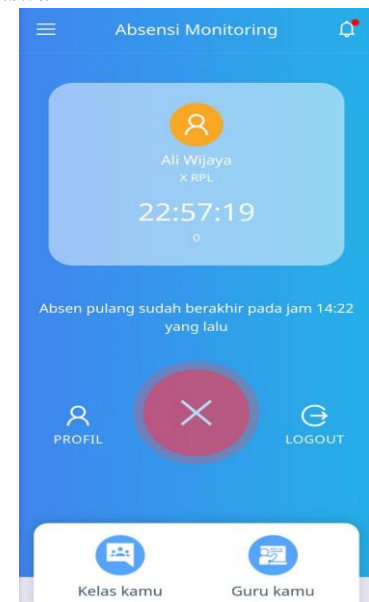 Absensi Monitoring
Ali Wijaya
X RPL
22:57:19
0
Absen pulang sudah berakhir pada jam 14:22
yang lalu
PROFIL
LOGOUT
Kelas kamu
Guru kamu